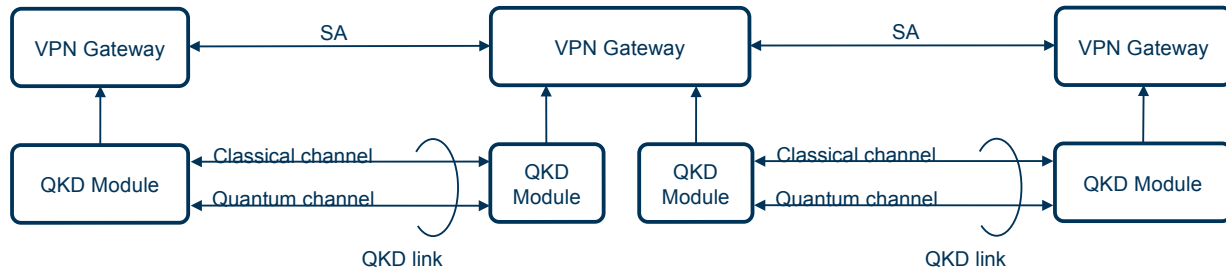 VPN Gateway
SA
VPN Gateway
SA
VPN Gateway
QKD Module
Classical channel
Quantum channel
QKD link
QKD
Module
QKD
Module
Classical channel
Quantum channel
QKD link
QKD Module